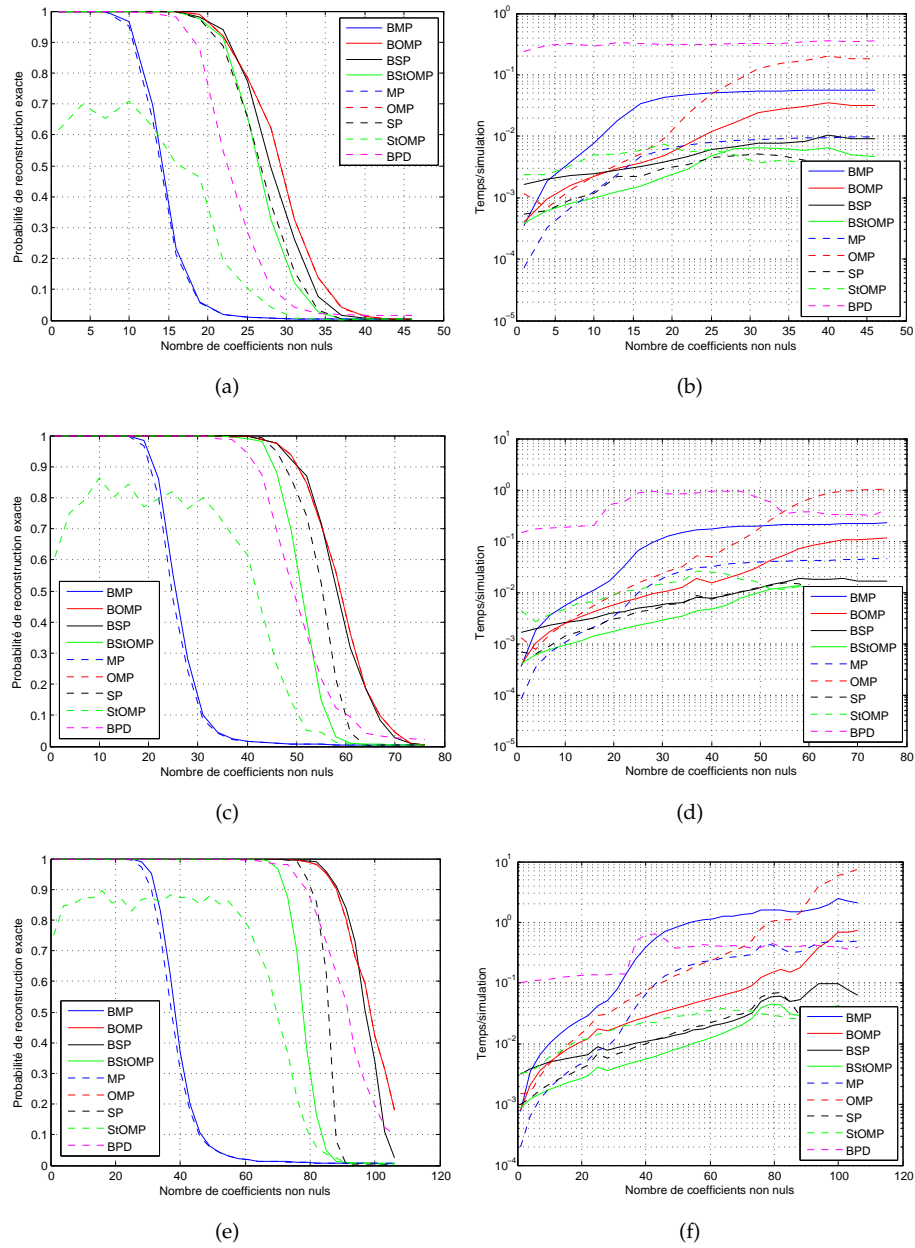 1
0.9
0.8
0.7
0.6
0.5
0.4
0.3
0.2
0.1
0
0 5 10 15 20 25 30 35 40 45 50
Probabilité de reconstruction exacte
Nombre de coefficients non nuls
BMP
BOMP
BSP
BStOMP
MP
OMP
SP
StOMP
BPD
(a)
10^0
10^−1
10^−2
10^−3
10^−4
10^−5
0 5 10 15 20 25 30 35 40 45 50
Temps/simulation
Nombre de coefficients non nuls
BMP
BOMP
BSP
BStOMP
MP
OMP
SP
StOMP
BPD
(b)
1
0.9
0.8
0.7
0.6
0.5
0.4
0.3
0.2
0.1
0
0 10 20 30 40 50 60 70 80
Probabilité de reconstruction exacte
Nombre de coefficients non nuls
BMP
BOMP
BSP
BStOMP
MP
OMP
SP
StOMP
BPD
(c)
10^1
10^0
10^−1
10^−2
10^−3
10^−4
10^−5
0 10 20 30 40 50 60 70 80
Temps/simulation
Nombre de coefficients non nuls
BMP
BOMP
BSP
BStOMP
MP
OMP
SP
StOMP
BPD
(d)
1
0.9
0.8
0.7
0.6
0.5
0.4
0.3
0.2
0.1
0
0 20 40 60 80 100 120
Probabilité de reconstruction exacte
Nombre de coefficients non nuls
BMP
BOMP
BSP
BStOMP
MP
OMP
SP
StOMP
BPD
(e)
10^1
10^0
10^−1
10^−2
10^−3
10^−4
0 20 40 60 80 100 120
Temps/simulation
Nombre de coefficients non nuls
BMP
BOMP
BSP
BStOMP
MP
OMP
SP
StOMP
BPD
(f)